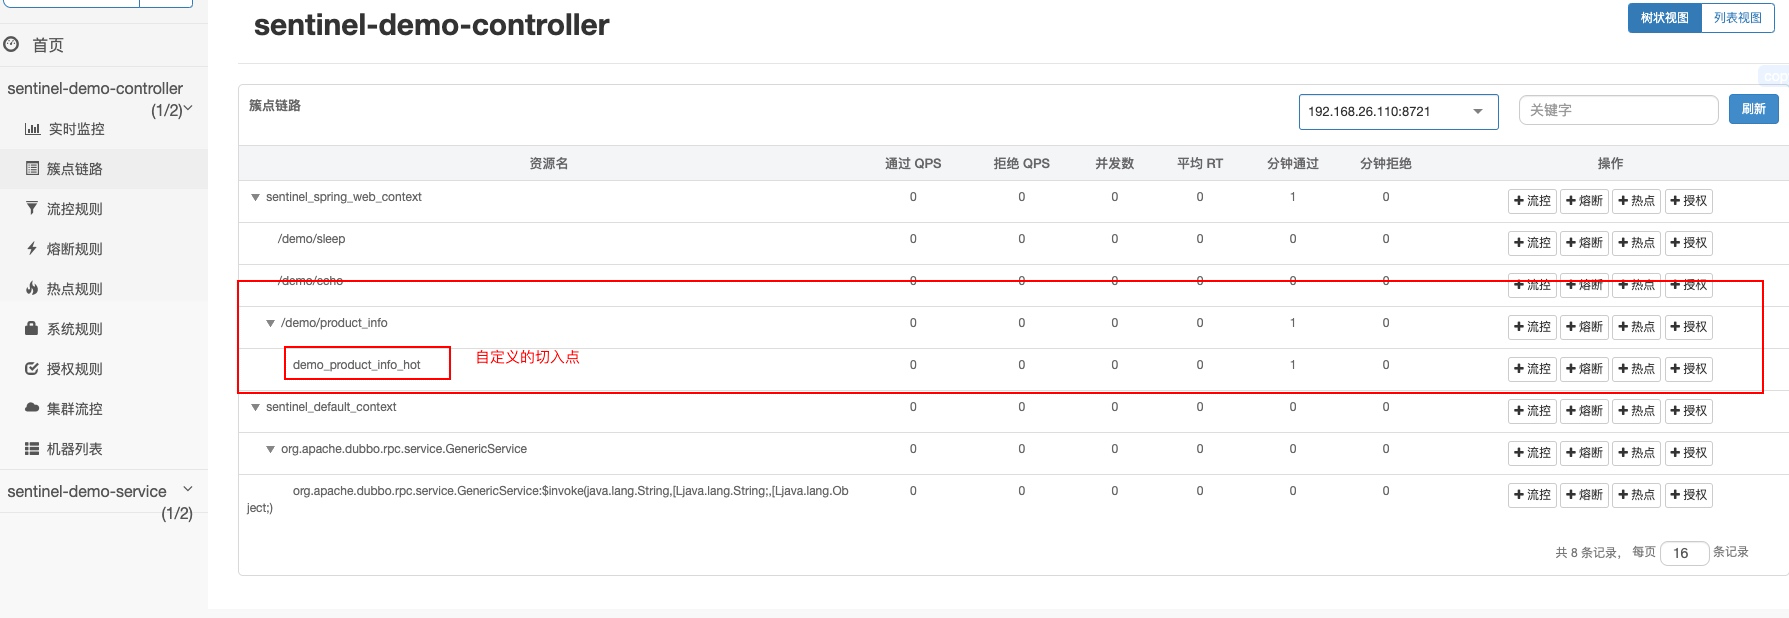 sentinel-demo-controller
树状视图 列表视图
首页
sentinel-demo-controller
(1/2)
实时监控
簇点链路
流控规则
熔断规则
热点规则
系统规则
授权规则
集群流控
机器列表
sentinel-demo-service
(1/2)
簇点链路 192.168.26.110:8721 关键字 刷新
资源名 通过 QPS 拒绝 QPS 并发数 平均 RT 分钟通过 分钟拒绝 操作
sentinel_spring_web_context 0 0 0 0 1 0 流控 熔断 热点 授权
/demo/sleep 0 0 0 0 0 0 流控 熔断 热点 授权
/demo/echo 0 0 0 0 0 0 流控 熔断 热点 授权
/demo/product_info 0 0 0 0 1 0 流控 熔断 热点 授权
demo_product_info_hot 自定义的切入点 0 0 0 0 1 0 流控 熔断 热点 授权
sentinel_default_context 0 0 0 0 0 0 流控 熔断 热点 授权
org.apache.dubbo.rpc.service.GenericService 0 0 0 0 0 0 流控 熔断 热点 授权
org.apache.dubbo.rpc.service.GenericService:$invoke(java.lang.String,[Ljava.lang.String;,[Ljava.lang.Ob 0 0 0 0 0 0 流控 熔断 热点 授权
ject;)
共 8 条记录, 每页 16 条记录